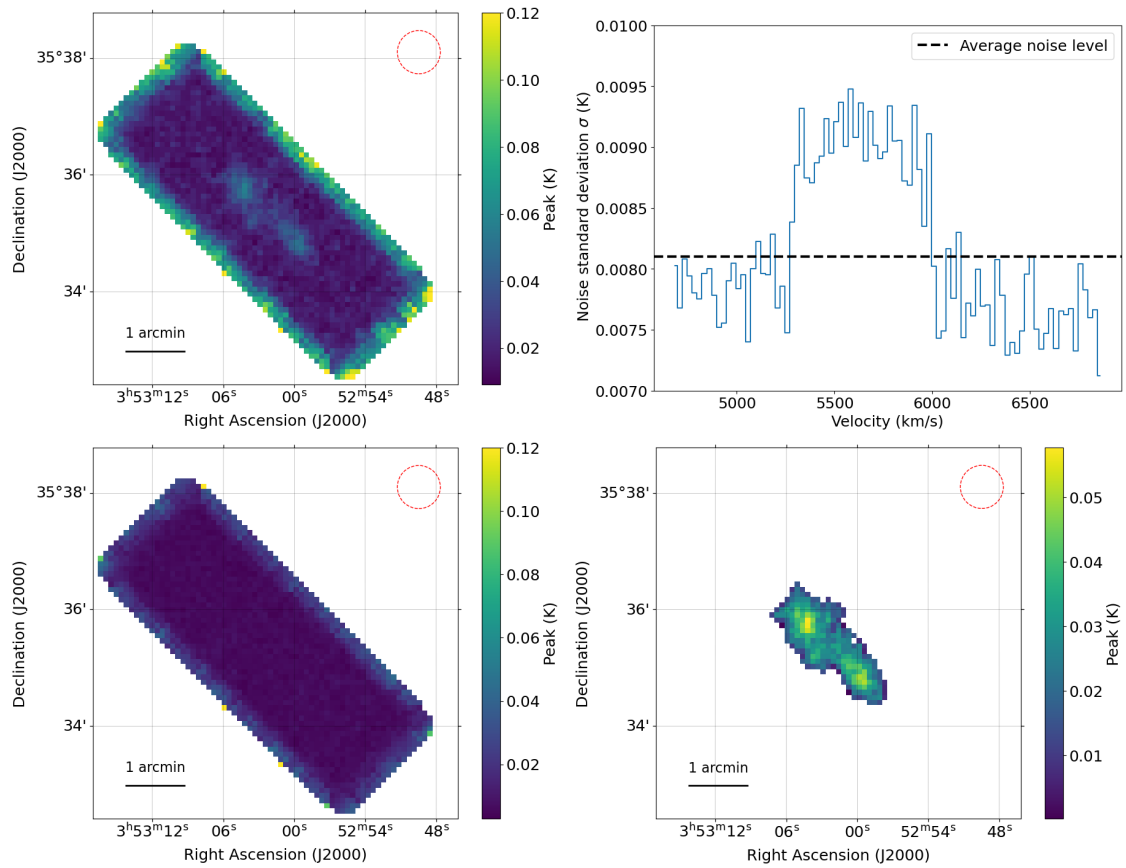 35°38'
36'
34'
Declination (J2000)
1 arcmin
3ʰ53ᵐ12ˢ 06ˢ 00ˢ 52ᵐ54ˢ 48ˢ
Right Ascension (J2000)
0.12
0.10
0.08
0.06
0.04
0.02
Peak (K)
0.0100
0.0095
0.0090
0.0085
0.0080
0.0075
0.0070
Noise standard deviation σ (K)
Average noise level
5000 5500 6000 6500
Velocity (km/s)
35°38'
36'
34'
Declination (J2000)
1 arcmin
3ʰ53ᵐ12ˢ 06ˢ 00ˢ 52ᵐ54ˢ 48ˢ
Right Ascension (J2000)
0.12
0.10
0.08
0.06
0.04
0.02
Peak (K)
35°38'
36'
34'
Declination (J2000)
1 arcmin
3ʰ53ᵐ12ˢ 06ˢ 00ˢ 52ᵐ54ˢ 48ˢ
Right Ascension (J2000)
0.05
0.04
0.03
0.02
0.01
Peak (K)